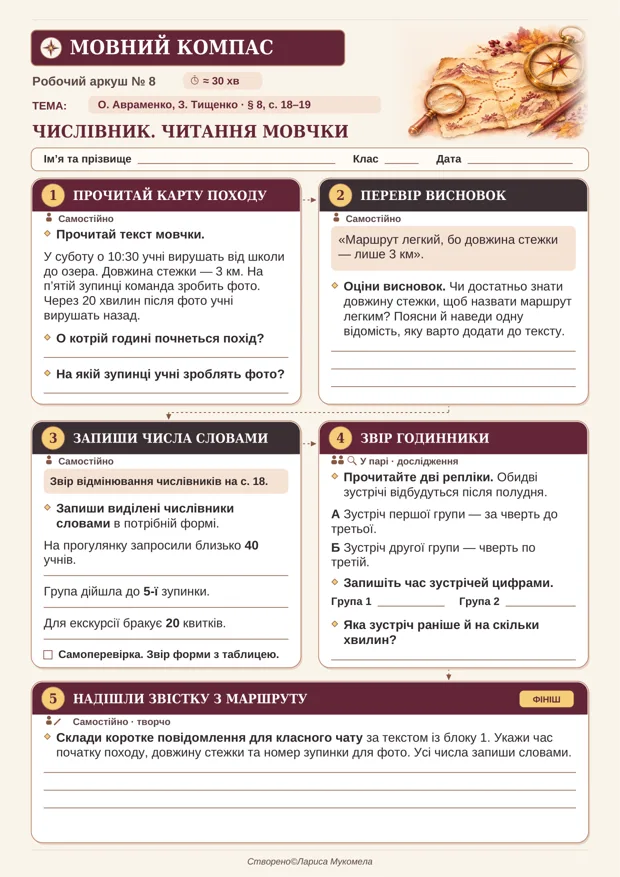 МОВНИЙ КОМПАС
Робочий аркуш № 8
≈ 30 хв
ТЕМА:
О. Авраменко, З. Тищенко · § 8, с. 18–19
ЧИСЛІВНИК. ЧИТАННЯ МОВЧКИ
Ім’я та прізвище
Клас
Дата
1 ПРОЧИТАЙ КАРТУ ПОХОДУ
Самостійно
Прочитай текст мовчки.
У суботу о 10:30 учні вирушать від школи
до озера. Довжина стежки — 3 км. На
п’ятій зупинці команда зробить фото.
Через 20 хвилин після фото учні
вирушать назад.
О котрій годині почнеться похід?
На якій зупинці учні зроблять фото?
2 ПЕРЕВІР ВИСНОВОК
Самостійно
«Маршрут легкий, бо довжина стежки
— лише 3 км».
Оціни висновок. Чи достатньо знати
довжину стежки, щоб назвати маршрут
легким? Поясни й наведи одну
відомість, яку варто додати до тексту.
3 ЗАПИШИ ЧИСЛА СЛОВАМИ
Самостійно
Звір відмінювання числівників на с. 18.
Запиши виділені числівники
словами в потрібній формі.
На прогулянку запросили близько 40
учнів.
Група дійшла до 5-ї зупинки.
Для екскурсії бракує 20 квитків.
Самоперевірка. Звір форми з таблицею.
4 ЗВІР ГОДИННИКИ
У парі · дослідження
Прочитайте дві репліки. Обидві
зустрічі відбудуться після полудня.
А Зустріч першої групи — за чверть до
третьої.
Б Зустріч другої групи — чверть по
третій.
Запишіть час зустрічей цифрами.
Група 1
Група 2
Яка зустріч раніше й на скільки
хвилин?
5 НАДІШЛИ ЗВІСТКУ З МАРШРУТУ
ФІНІШ
Самостійно · творчо
Склади коротке повідомлення для класного чату за текстом із блоку 1. Укажи час
початку походу, довжину стежки та номер зупинки для фото. Усі числа запиши словами.
Створено©Лариса Мукомела